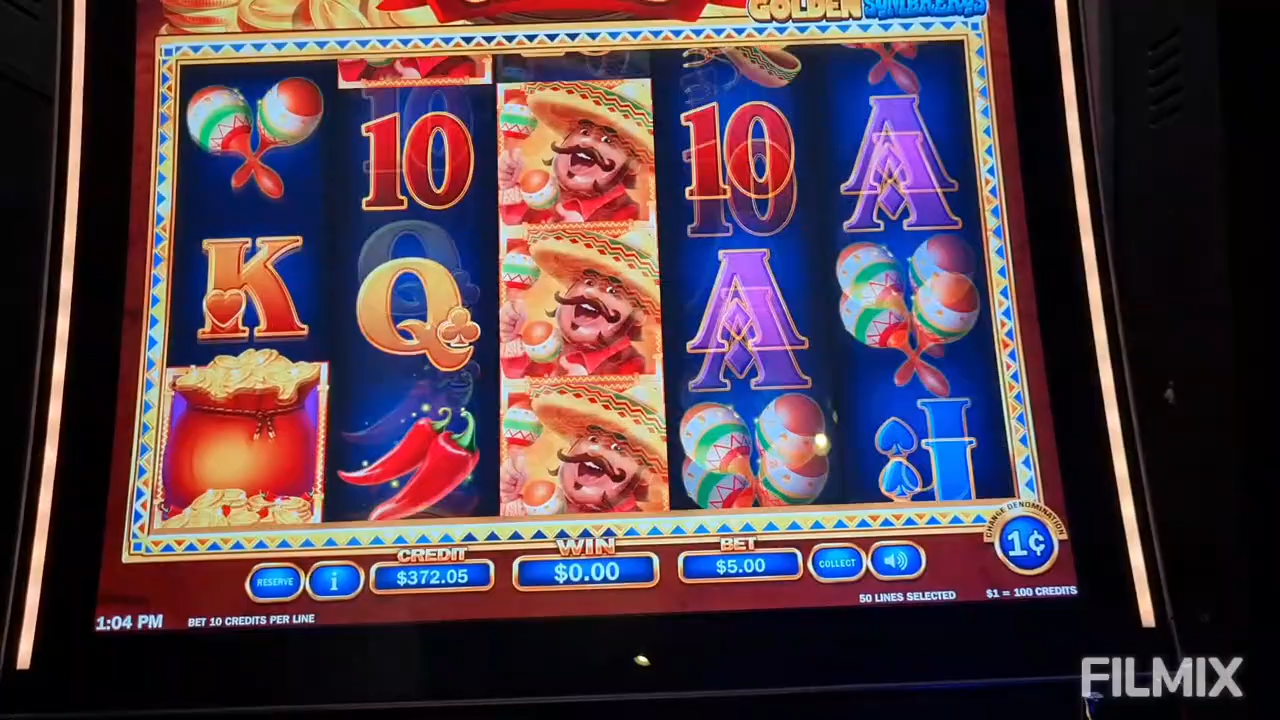 GOLDEN SOMBREROS
10
10
A
K
Q
A
J
CHANGE DENOMINATION
1¢
CREDIT
WIN
BET
RESERVE
i
$372.05
$0.00
$5.00
COLLECT
1:04 PM
BET 10 CREDITS PER LINE
50 LINES SELECTED
$1 = 100 CREDITS
FILMIX